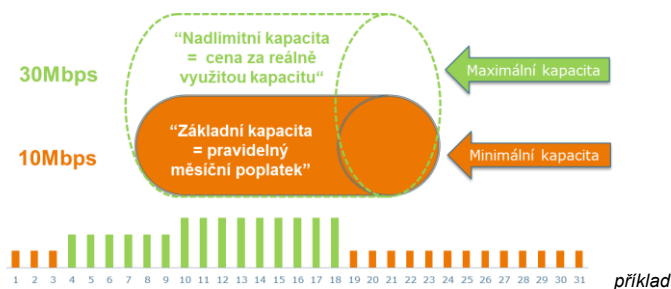 “Nadlimitní kapacita
= cena za reálně
využitou kapacitu“
30Mbps
Maximální kapacita
“Základní kapacita
= pravidelný
měsíční poplatek”
10Mbps
Minimální kapacita
1 2 3 4 5 6 7 8 9 10 11 12 13 14 15 16 17 18 19 20 21 22 23 24 25 26 27 28 29 30 31
příklad